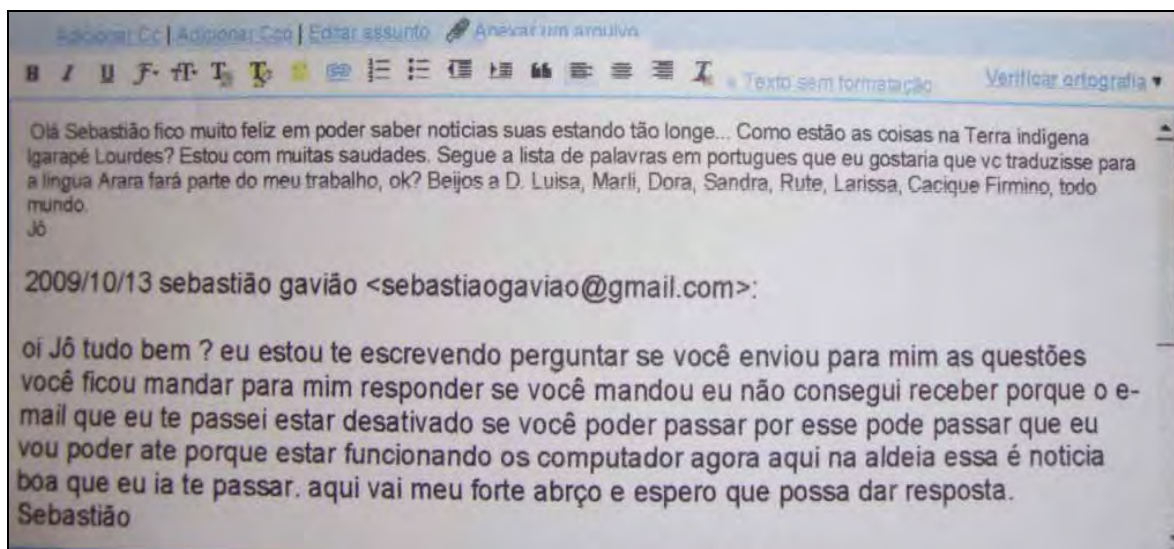 Adicionar Cc | Adicionar Cco | Editar assunto Anexar um arquivo
B I U « Texto sem formatação Verificar ortografia
Olá Sebastião fico muito feliz em poder saber noticias suas estando tão longe... Como estão as coisas na Terra indígena
Igarapé Lourdes? Estou com muitas saudades. Segue a lista de palavras em portugues que eu gostaria que vc traduzisse para
a lingua Arara fará parte do meu trabalho, ok? Beijos a D. Luisa, Marli, Dora, Sandra, Rute, Larissa, Cacique Firmino, todo
mundo.
Jô
2009/10/13 sebastião gavião <sebastiaogaviao@gmail.com>:
oi Jô tudo bem ? eu estou te escrevendo perguntar se você enviou para mim as questões
você ficou mandar para mim responder se você mandou eu não consegui receber porque o e-
mail que eu te passei estar desativado se você poder passar por esse pode passar que eu
vou poder ate porque estar funcionando os computador agora aqui na aldeia essa é noticia
boa que eu ia te passar. aqui vai meu forte abrço e espero que possa dar resposta.
Sebastião